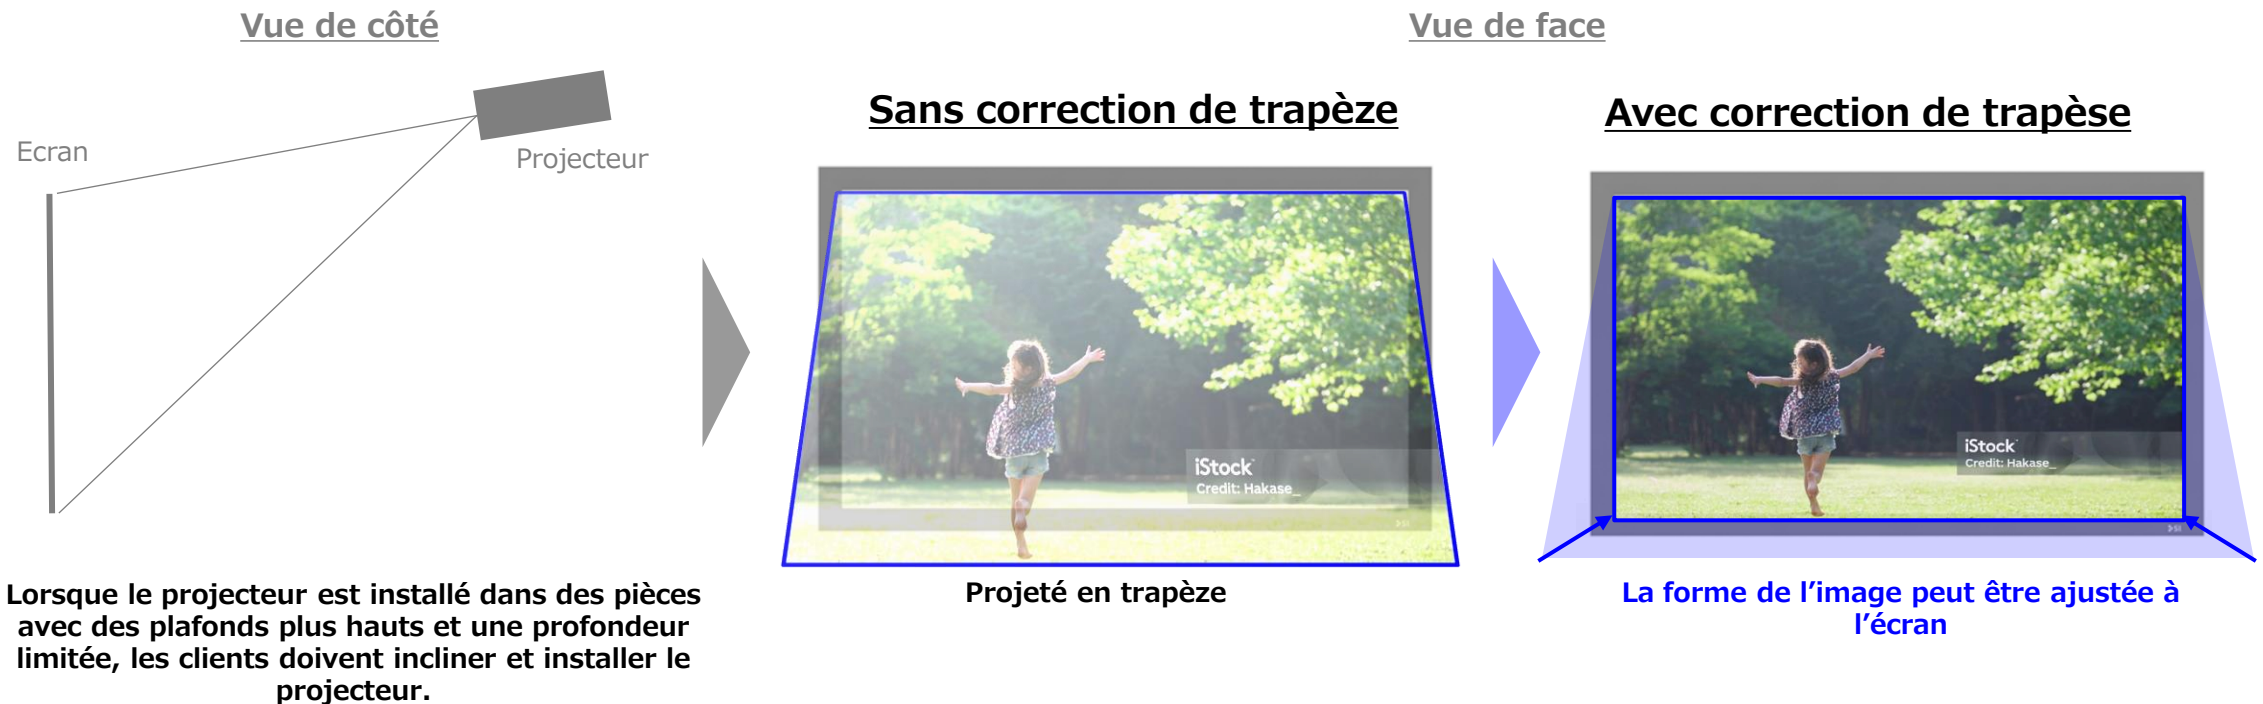 Vue de côté
Vue de face
Ecran
Projecteur
Sans correction de trapèze
Avec correction de trapèse
iStock
Credit: Hakase_
iStock
Credit: Hakase_
Lorsque le projecteur est installé dans des pièces
avec des plafonds plus hauts et une profondeur
limitée, les clients doivent incliner et installer le
projecteur.
Projeté en trapèze
La forme de l’image peut être ajustée à
l’écran